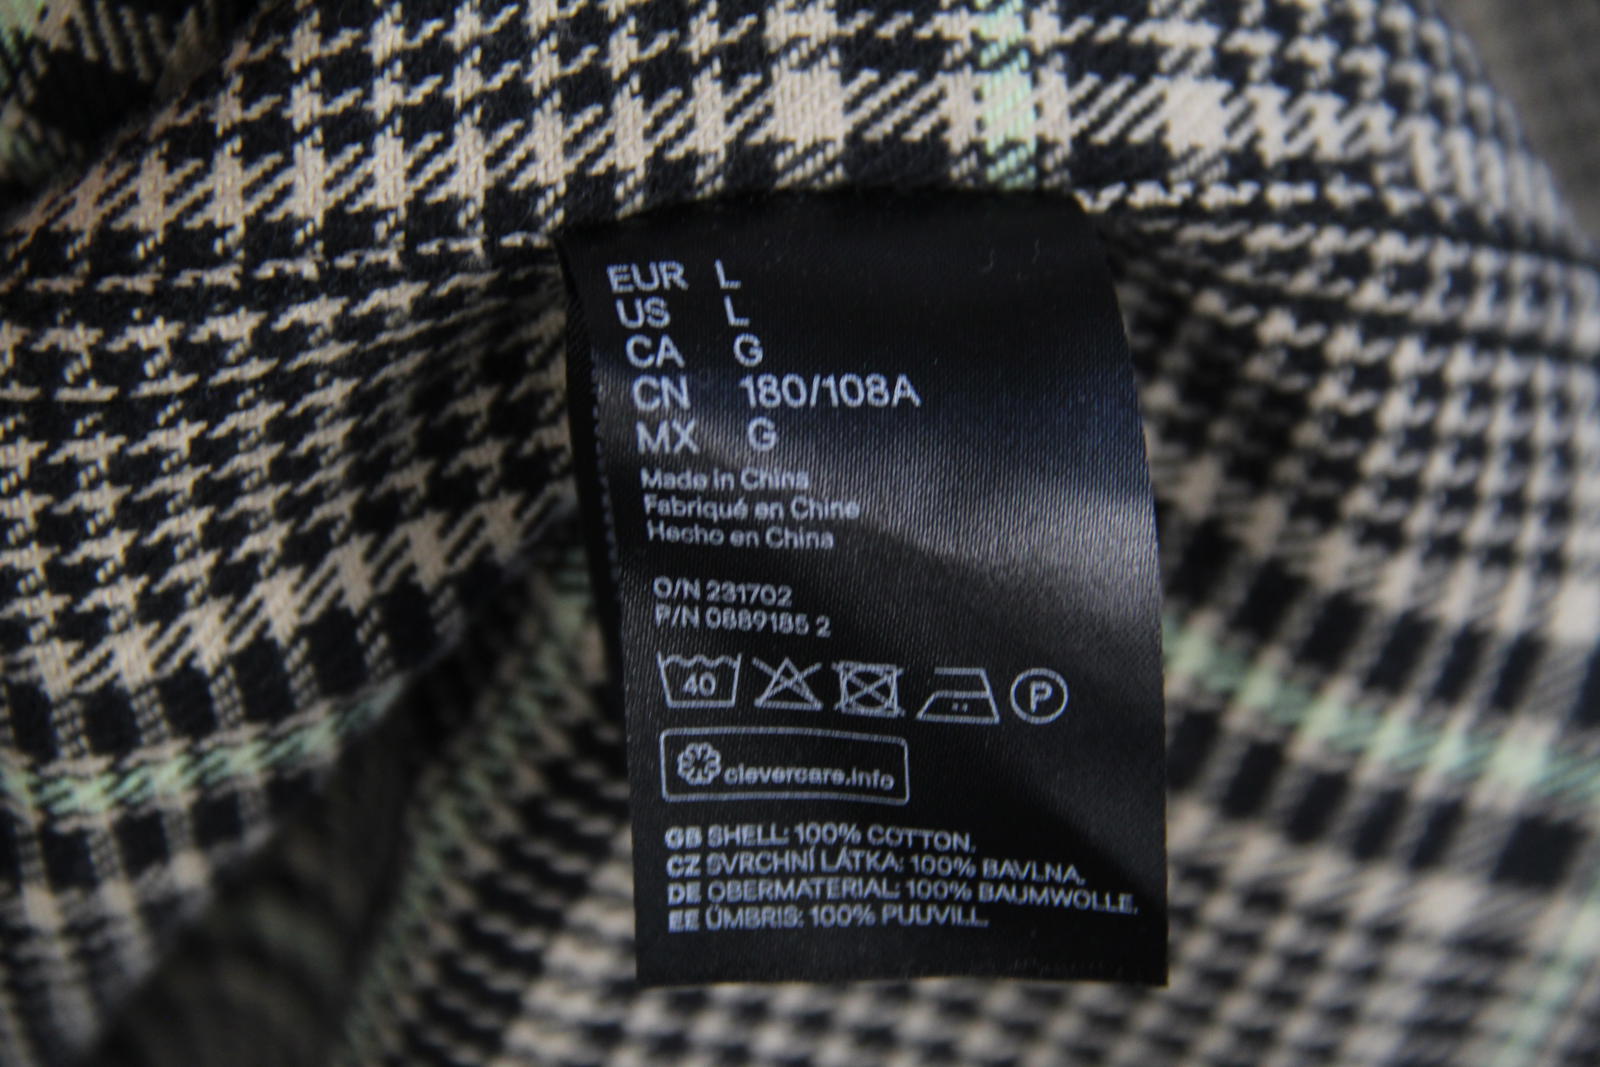 EUR L
US L
CA G
CN 180/108A
MX G
Made in China
Fabriqué en Chine
Hecho en China
O/N 231702
P/N 0889185 2
40
P
clevercare.info
GB SHELL: 100% COTTON.
CZ SVRCHNÍ LÁTKA: 100% BAVLNA.
DE OBERMATERIAL: 100% BAUMWOLLE.
EE ÜMBRIS: 100% PUUVILL.